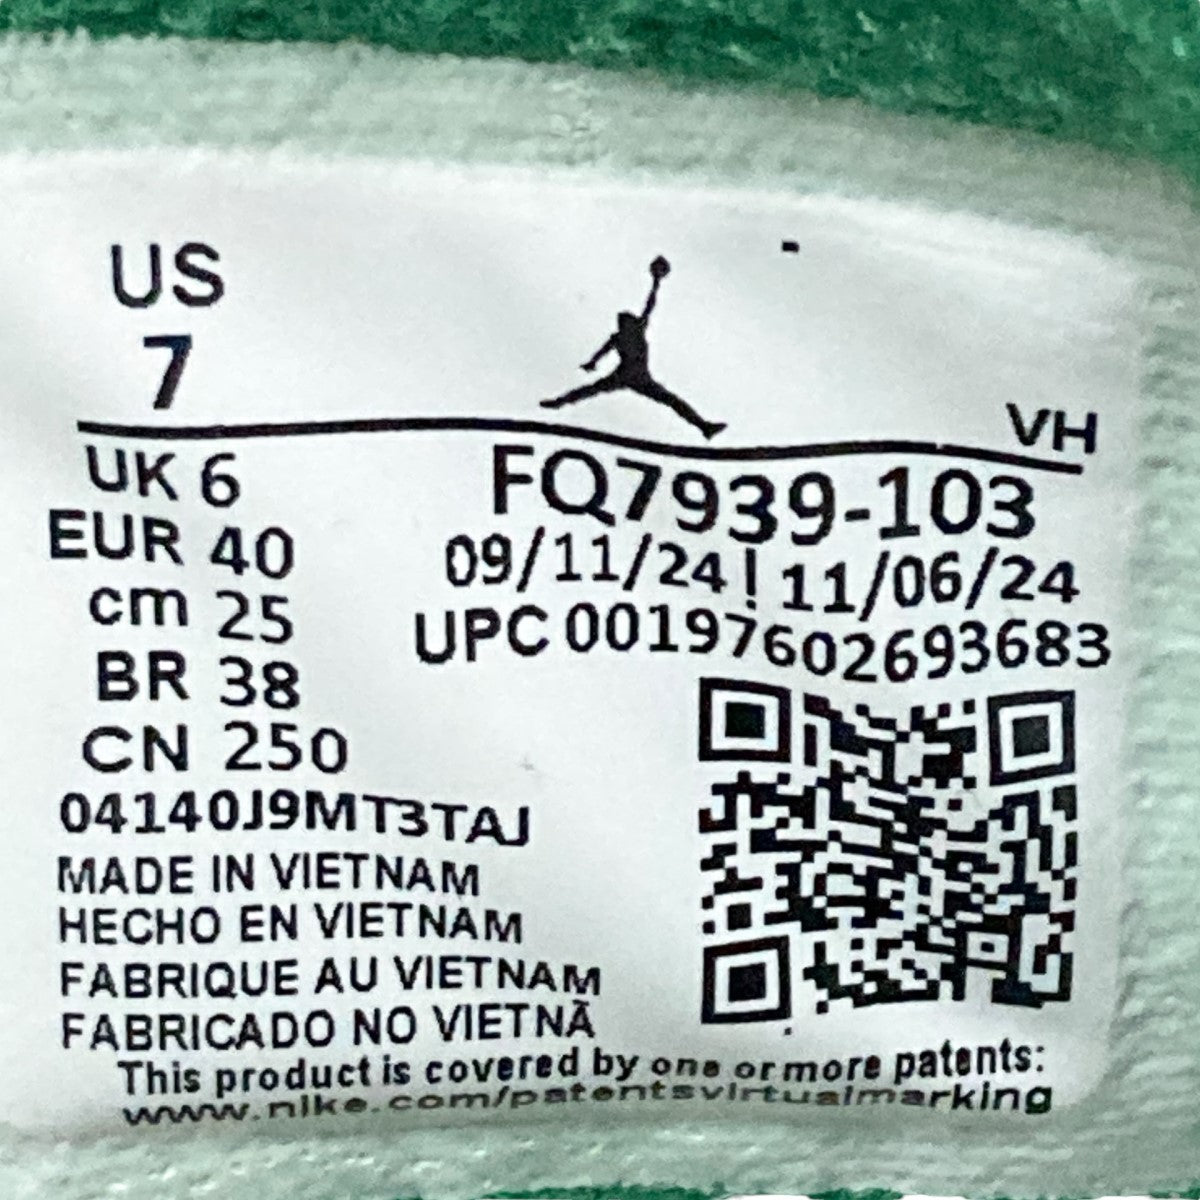 US
7
VH
UK 6
EUR 40
cm 25
BR 38
CN 250
FQ7939-103
09/11/24! 11/06/24
UPC 00197602693683
04140J9MT3TAJ
MADE IN VIETNAM
HECHO EN VIETNAM
FABRIQUE AU VIETNAM
FABRICADO NO VIETNÃ
This product is covered by one or more patents:
www.nike.com/patentsvirtualmarking